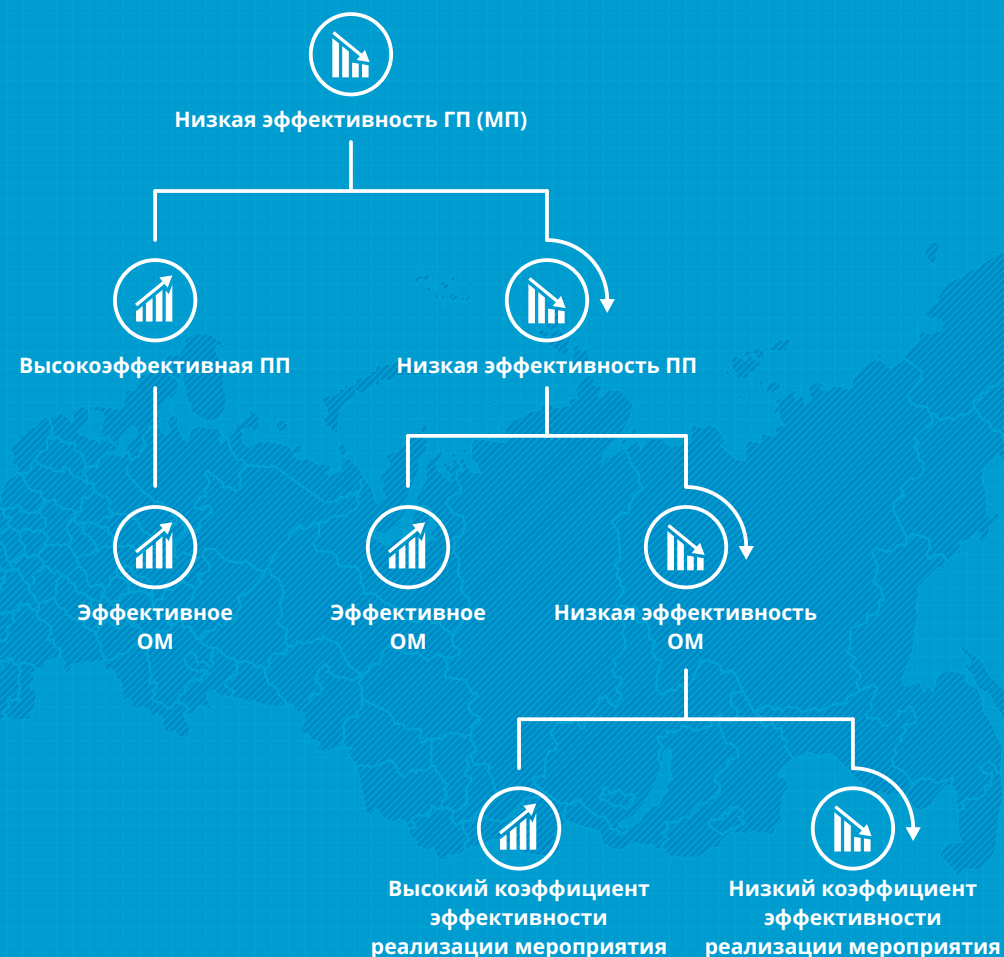 Низкая эффективность ГП (МП)
Высокоэффективная ПП
Низкая эффективность ПП
Эффективное
ОМ
Эффективное
ОМ
Низкая эффективность
ОМ
Высокий коэффициент
эффективности
реализации мероприятия
Низкий коэффициент
эффективности
реализации мероприятия